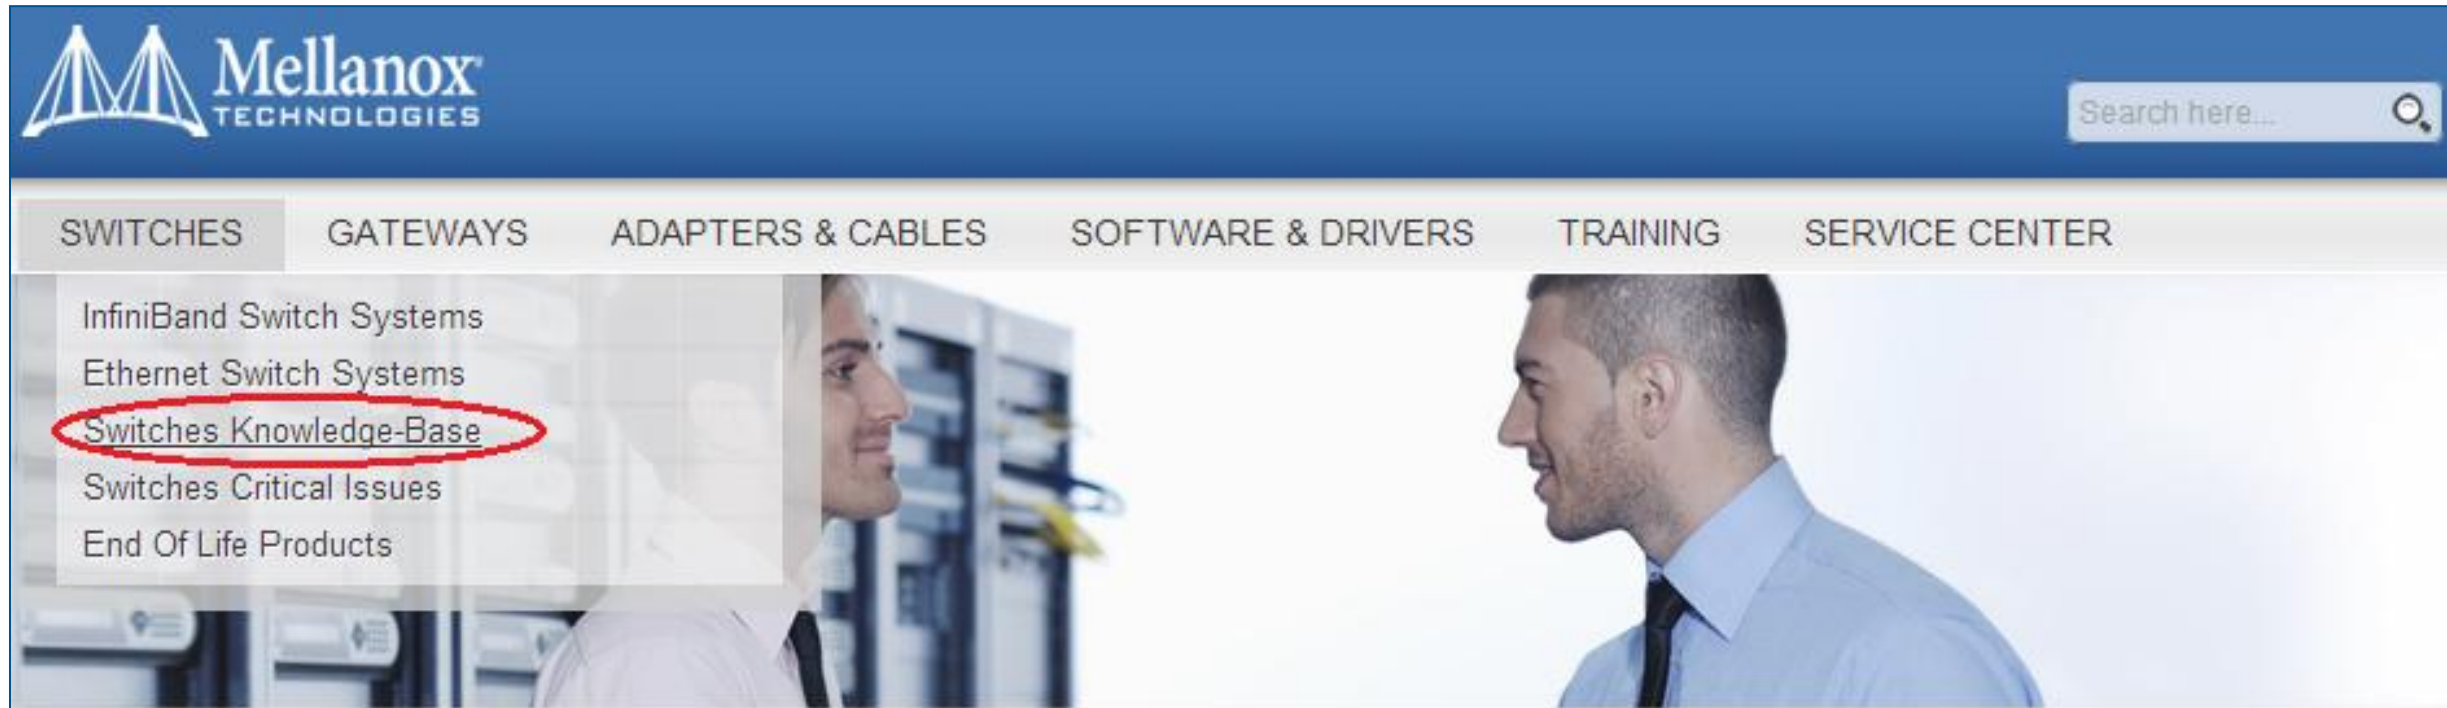 Mellanox
TECHNOLOGIES
Search here...
SWITCHES GATEWAYS ADAPTERS & CABLES SOFTWARE & DRIVERS TRAINING SERVICE CENTER
InfiniBand Switch Systems
Ethernet Switch Systems
Switches Knowledge-Base
Switches Critical Issues
End Of Life Products